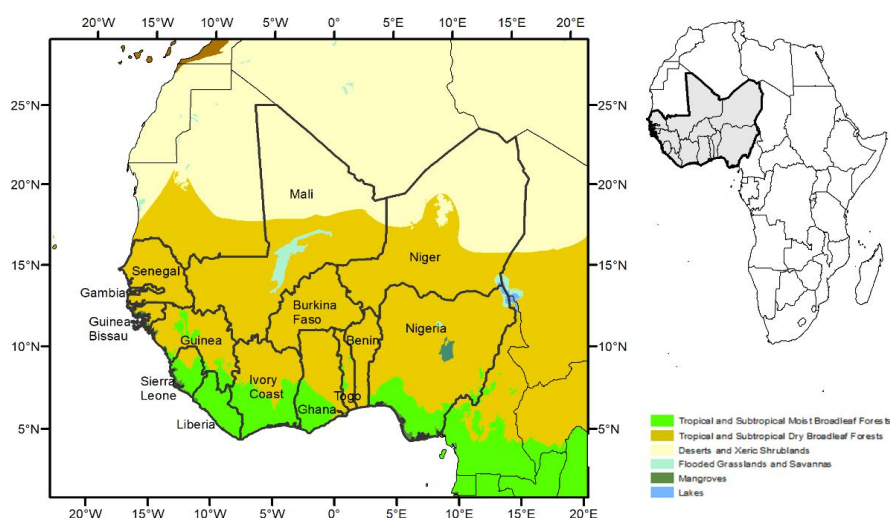 20°W 15°W 10°W 5°W 0°E 5°E 10°E 15°E 20°E
25°N
25°N
20°N
20°N
Mali
15°N
15°N
Senegal
Niger
Gambia
Burkina
Faso
Guinea
Bissau
Guinea
Benin
Nigeria
10°N
10°N
Sierra
Leone
Ivory
Coast
Togo
Ghana
Liberia
5°N
5°N
20°W 15°W 10°W 5°W 0°E 5°E 10°E 15°E 20°E
Tropical and Subtropical Moist Broadleaf Forests
Tropical and Subtropical Dry Broadleaf Forests
Deserts and Xeric Shrublands
Flooded Grasslands and Savannas
Mangroves
Lakes